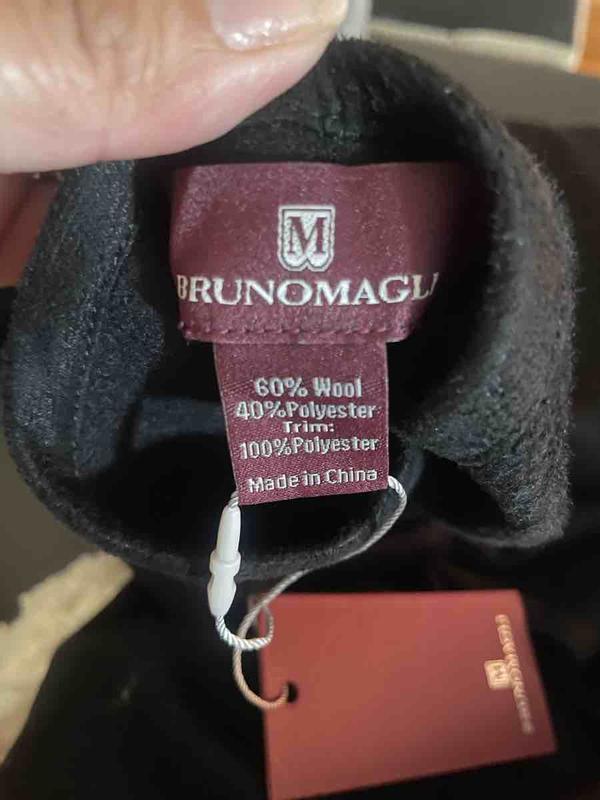 M
BRUNOMAGLI
60% Wool
40%Polyester
Trim:
100%Polyester
Made in China
M